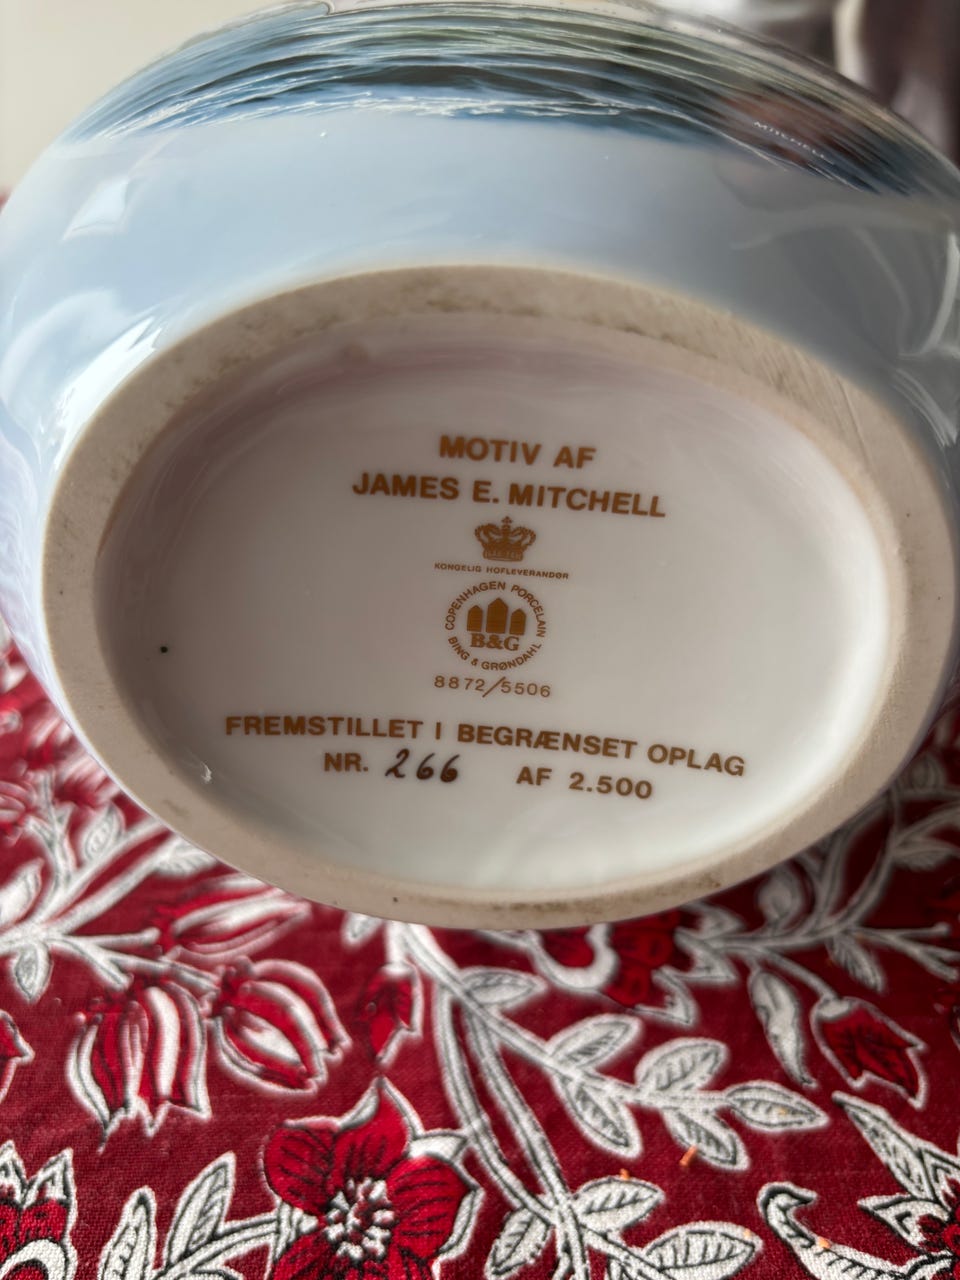 MITCHELL
MOTIV AF
JAMES E. MITCHELL
KONGELIG HOFLEVERANDØR
COPENHAGEN PORCELAIN
B&G
BING & GRØNDAHL
8872/5506
FREMSTILLET I BEGRÆNSET OPLAG
NR. 266 AF 2.500